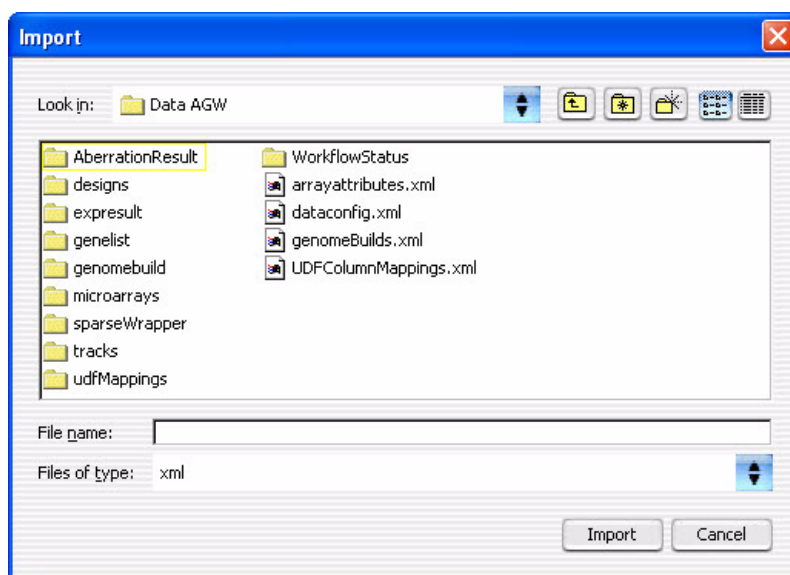 Import
Look in: Data AGW
AberrationResult
designs
expresult
genelist
genomebuild
microarrays
sparseWrapper
tracks
udfMappings
WorkflowStatus
arrayattributes.xml
dataconfig.xml
genomeBuilds.xml
UDFColumnMappings.xml
File name:
Files of type: xml
Import Cancel